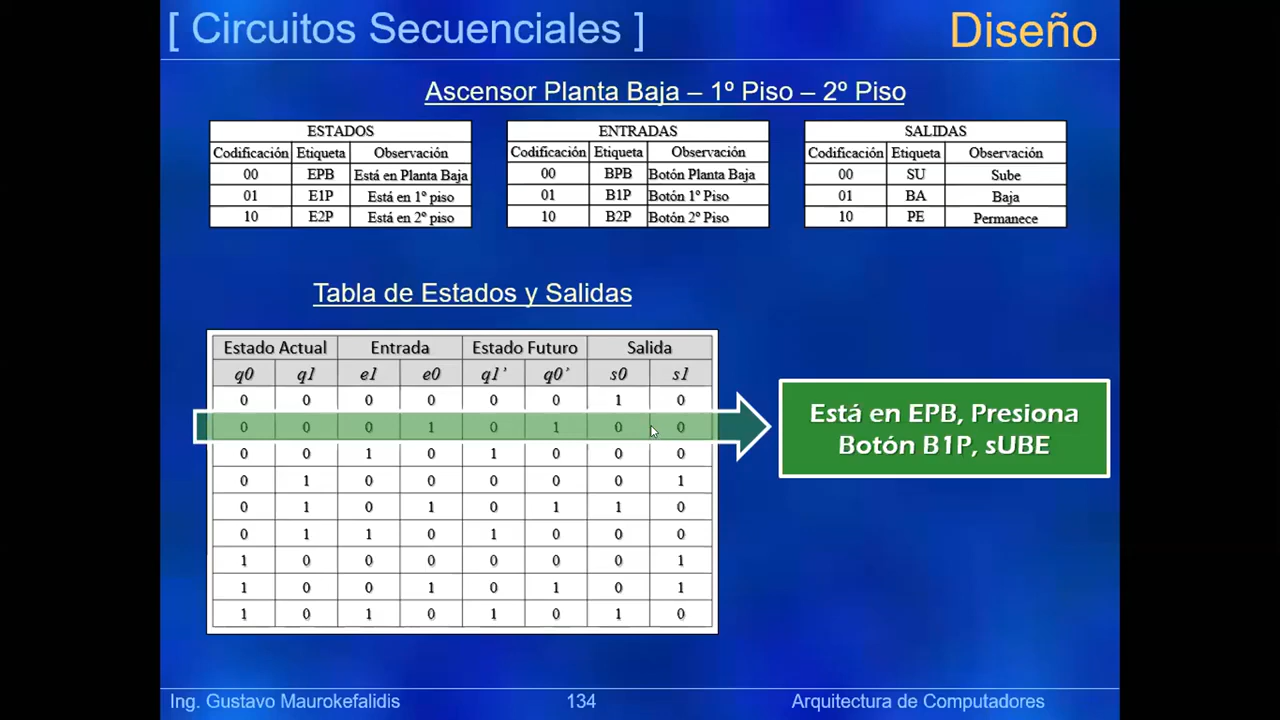 [ Circuitos Secuenciales ]
Diseño
Ascensor Planta Baja – 1º Piso – 2º Piso
ESTADOS
Codificación Etiqueta Observación
00 EPB Está en Planta Baja
01 E1P Está en 1º piso
10 E2P Está en 2º piso
ENTRADAS
Codificación Etiqueta Observación
00 BPB Botón Planta Baja
01 B1P Botón 1º Piso
10 B2P Botón 2º Piso
SALIDAS
Codificación Etiqueta Observación
00 SU Sube
01 BA Baja
10 PE Permanece
Tabla de Estados y Salidas
Estado Actual Entrada Estado Futuro Salida
q0 q1 e1 e0 q1’ q0’ s0 s1
0 0 0 0 0 0 1 0
0 0 0 1 0 1 0 0
0 0 1 0 1 0 0 0
0 1 0 0 0 0 0 1
0 1 0 1 0 1 1 0
0 1 1 0 1 0 0 0
1 0 0 0 0 0 0 1
1 0 0 1 0 1 0 1
1 0 1 0 1 0 1 0
Está en EPB, Presiona
Botón B1P, sUBE
Ing. Gustavo Maurokefalidis
134
Arquitectura de Computadores